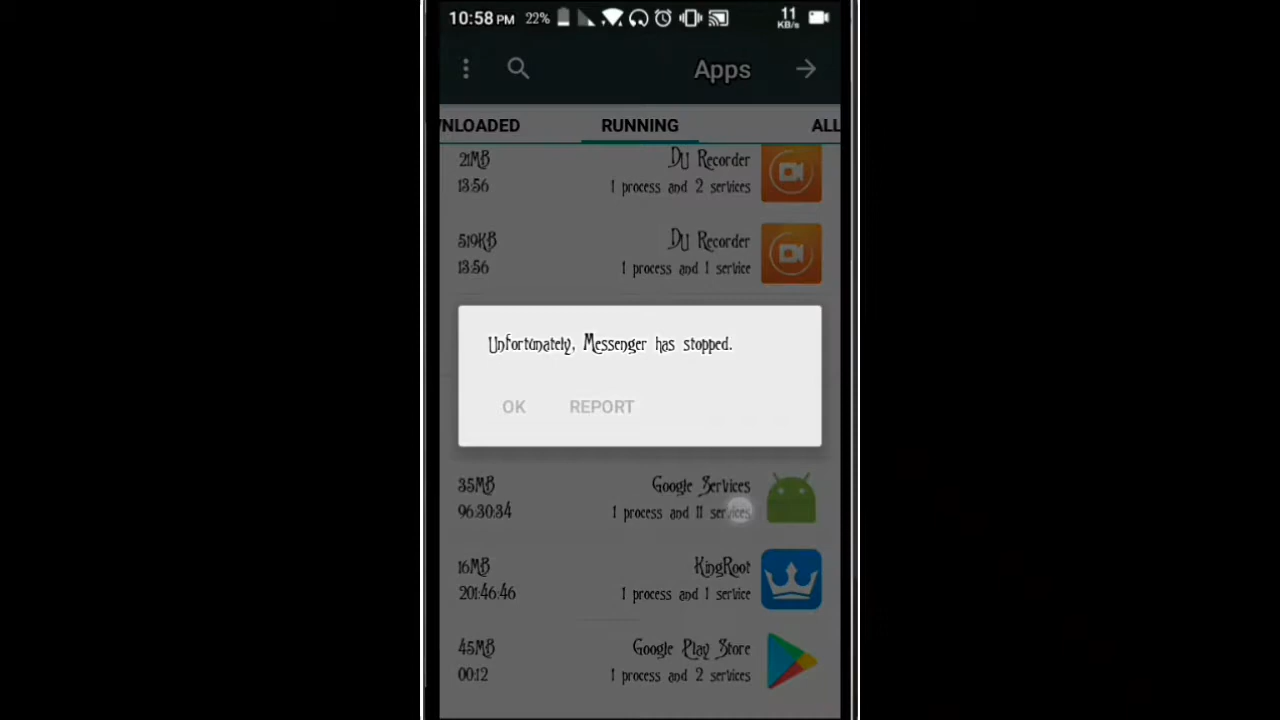 10:58 PM 22% 11 KB/s
Apps
WNLOADED RUNNING ALL
21MB DU Recorder
13:56 1 process and 2 services
519KB DU Recorder
13:56 1 process and 1 service
Unfortunately, Messenger has stopped.
OK REPORT
35MB Google Services
96:30:34 1 process and 11 services
16MB KingRoot
201:46:46 1 process and 1 service
45MB Google Play Store
00:12 1 process and 2 services